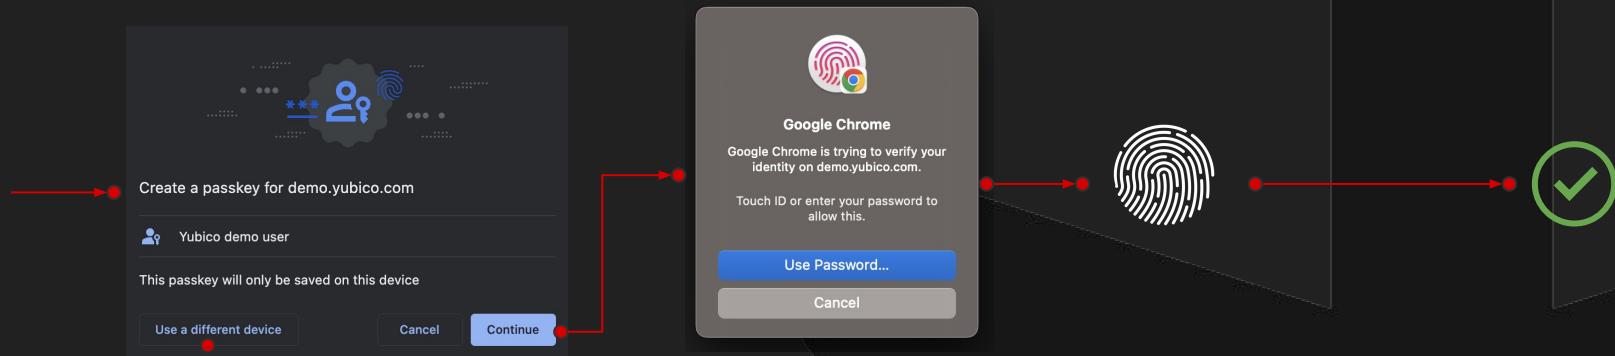 ***
Create a passkey for demo.yubico.com
Yubico demo user
This passkey will only be saved on this device
Use a different device
Cancel
Continue
Google Chrome
Google Chrome is trying to verify your
identity on demo.yubico.com.
Touch ID or enter your password to
allow this.
Use Password...
Cancel